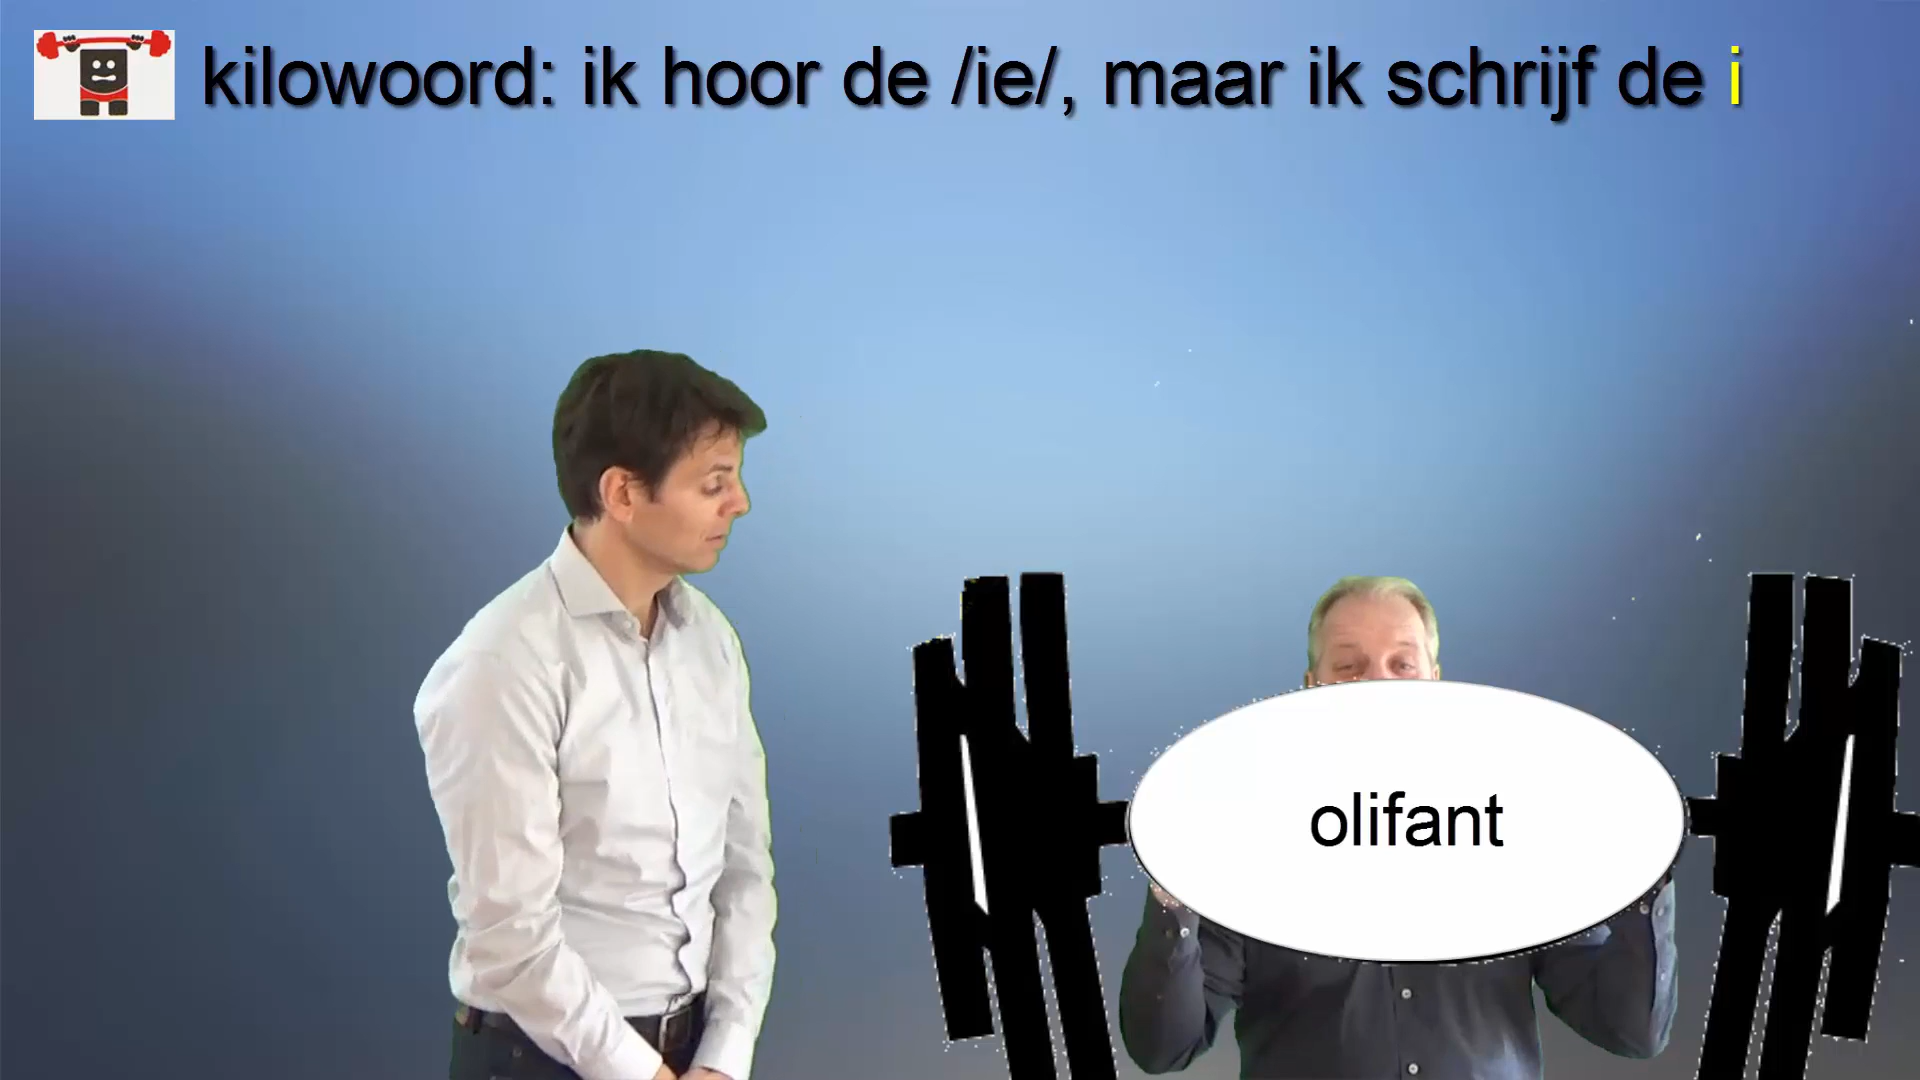 kilowoord: ik hoor de /ie/, maar ik schrijf de i
olifant